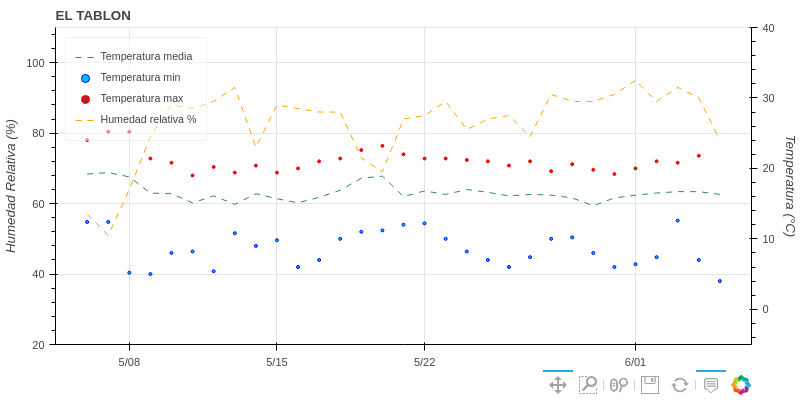 EL TABLON
Temperatura media
Temperatura min
Temperatura max
Humedad relativa %
Humedad Relativa (%)
100
80
60
40
20
Temperatura (°C)
40
30
20
10
0
5/08
5/15
5/22
6/01